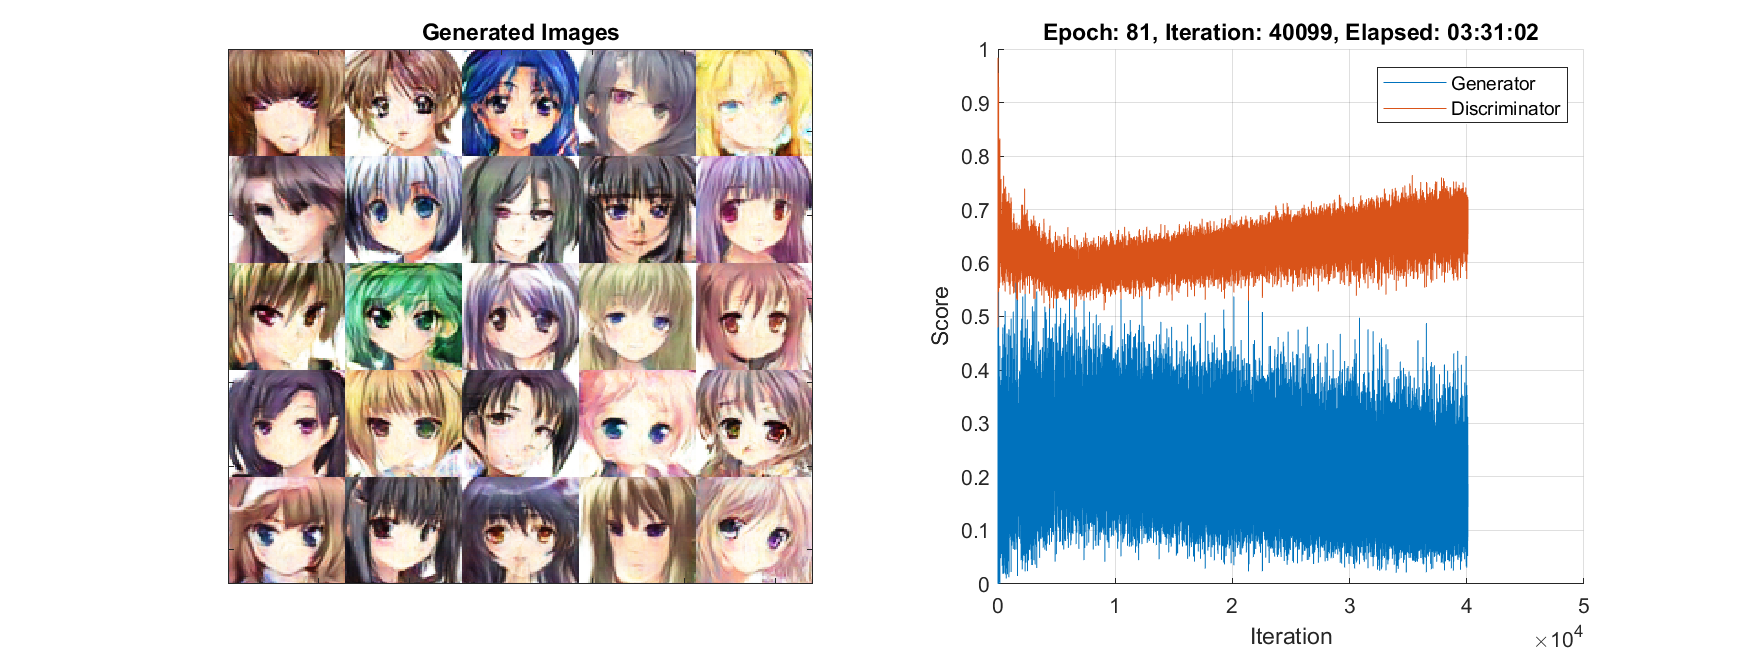 Generated Images
Epoch: 81, Iteration: 40099, Elapsed: 03:31:02
Generator
Discriminator
1
0.9
0.8
0.7
0.6
0.5
0.4
0.3
0.2
0.1
0
Score
0 1 2 3 4 5
Iteration
×10⁴